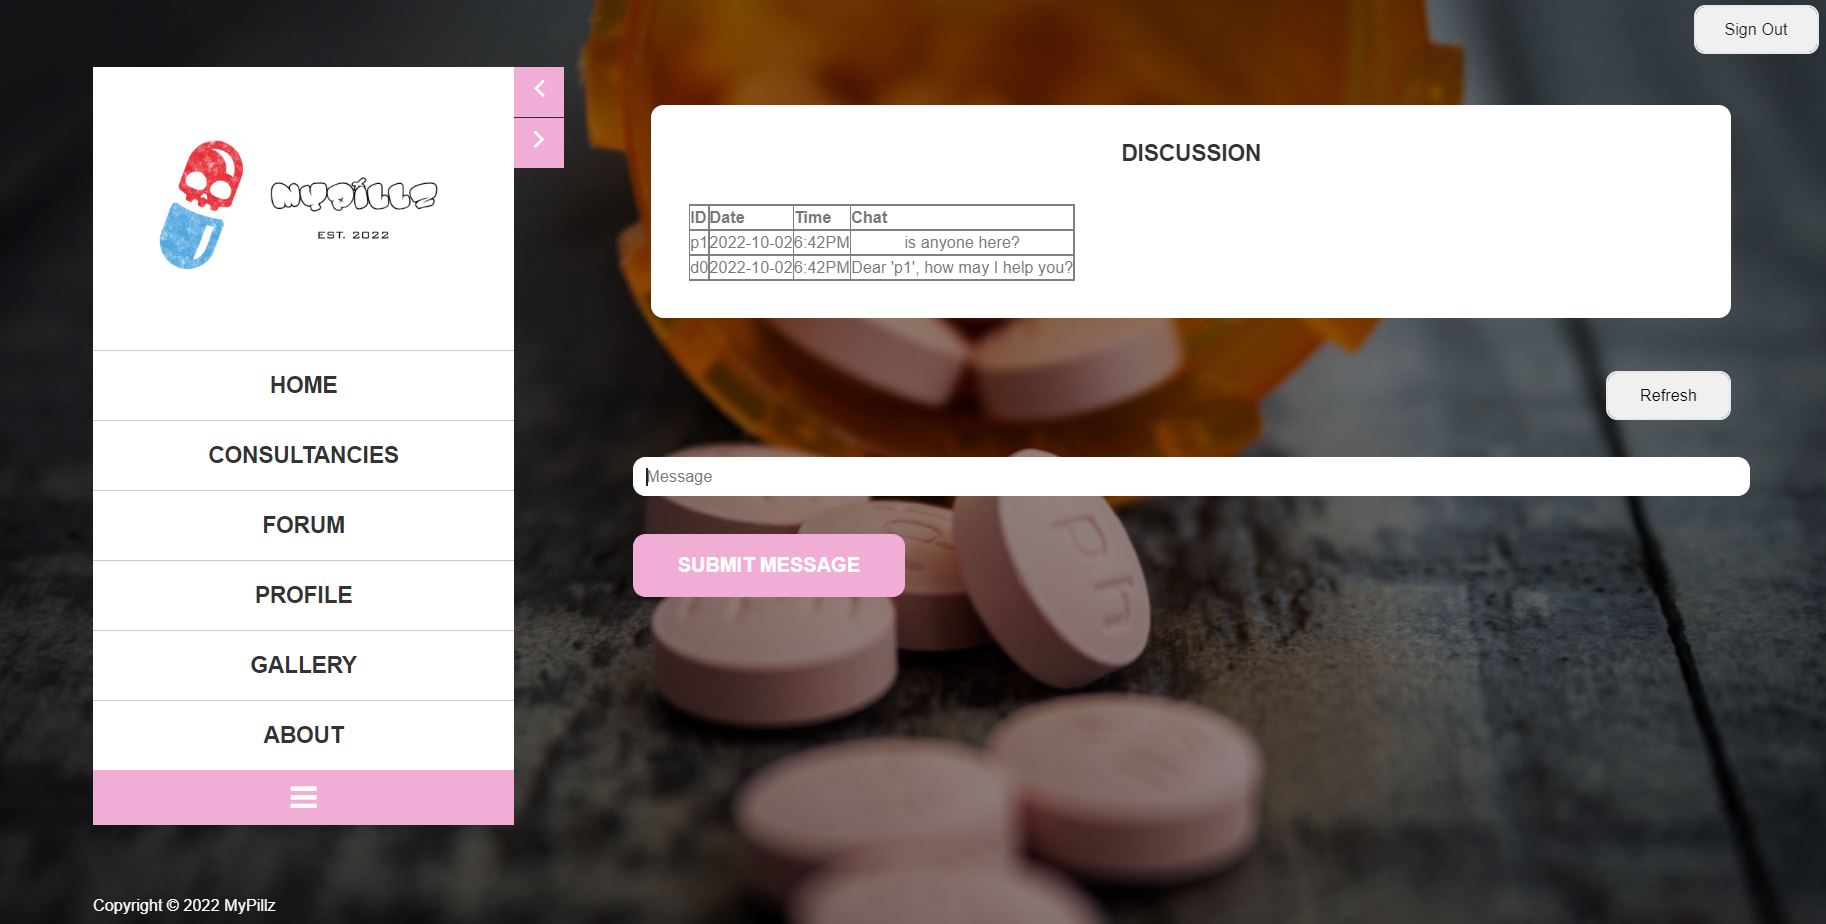 Sign Out
MYPILLZ
EST. 2022
HOME
CONSULTANCIES
FORUM
PROFILE
GALLERY
ABOUT
DISCUSSION
ID Date Time Chat
p1 2022-10-02 6:42PM is anyone here?
d0 2022-10-02 6:42PM Dear 'p1', how may I help you?
Refresh
Message
SUBMIT MESSAGE
ph
Copyright © 2022 MyPillz